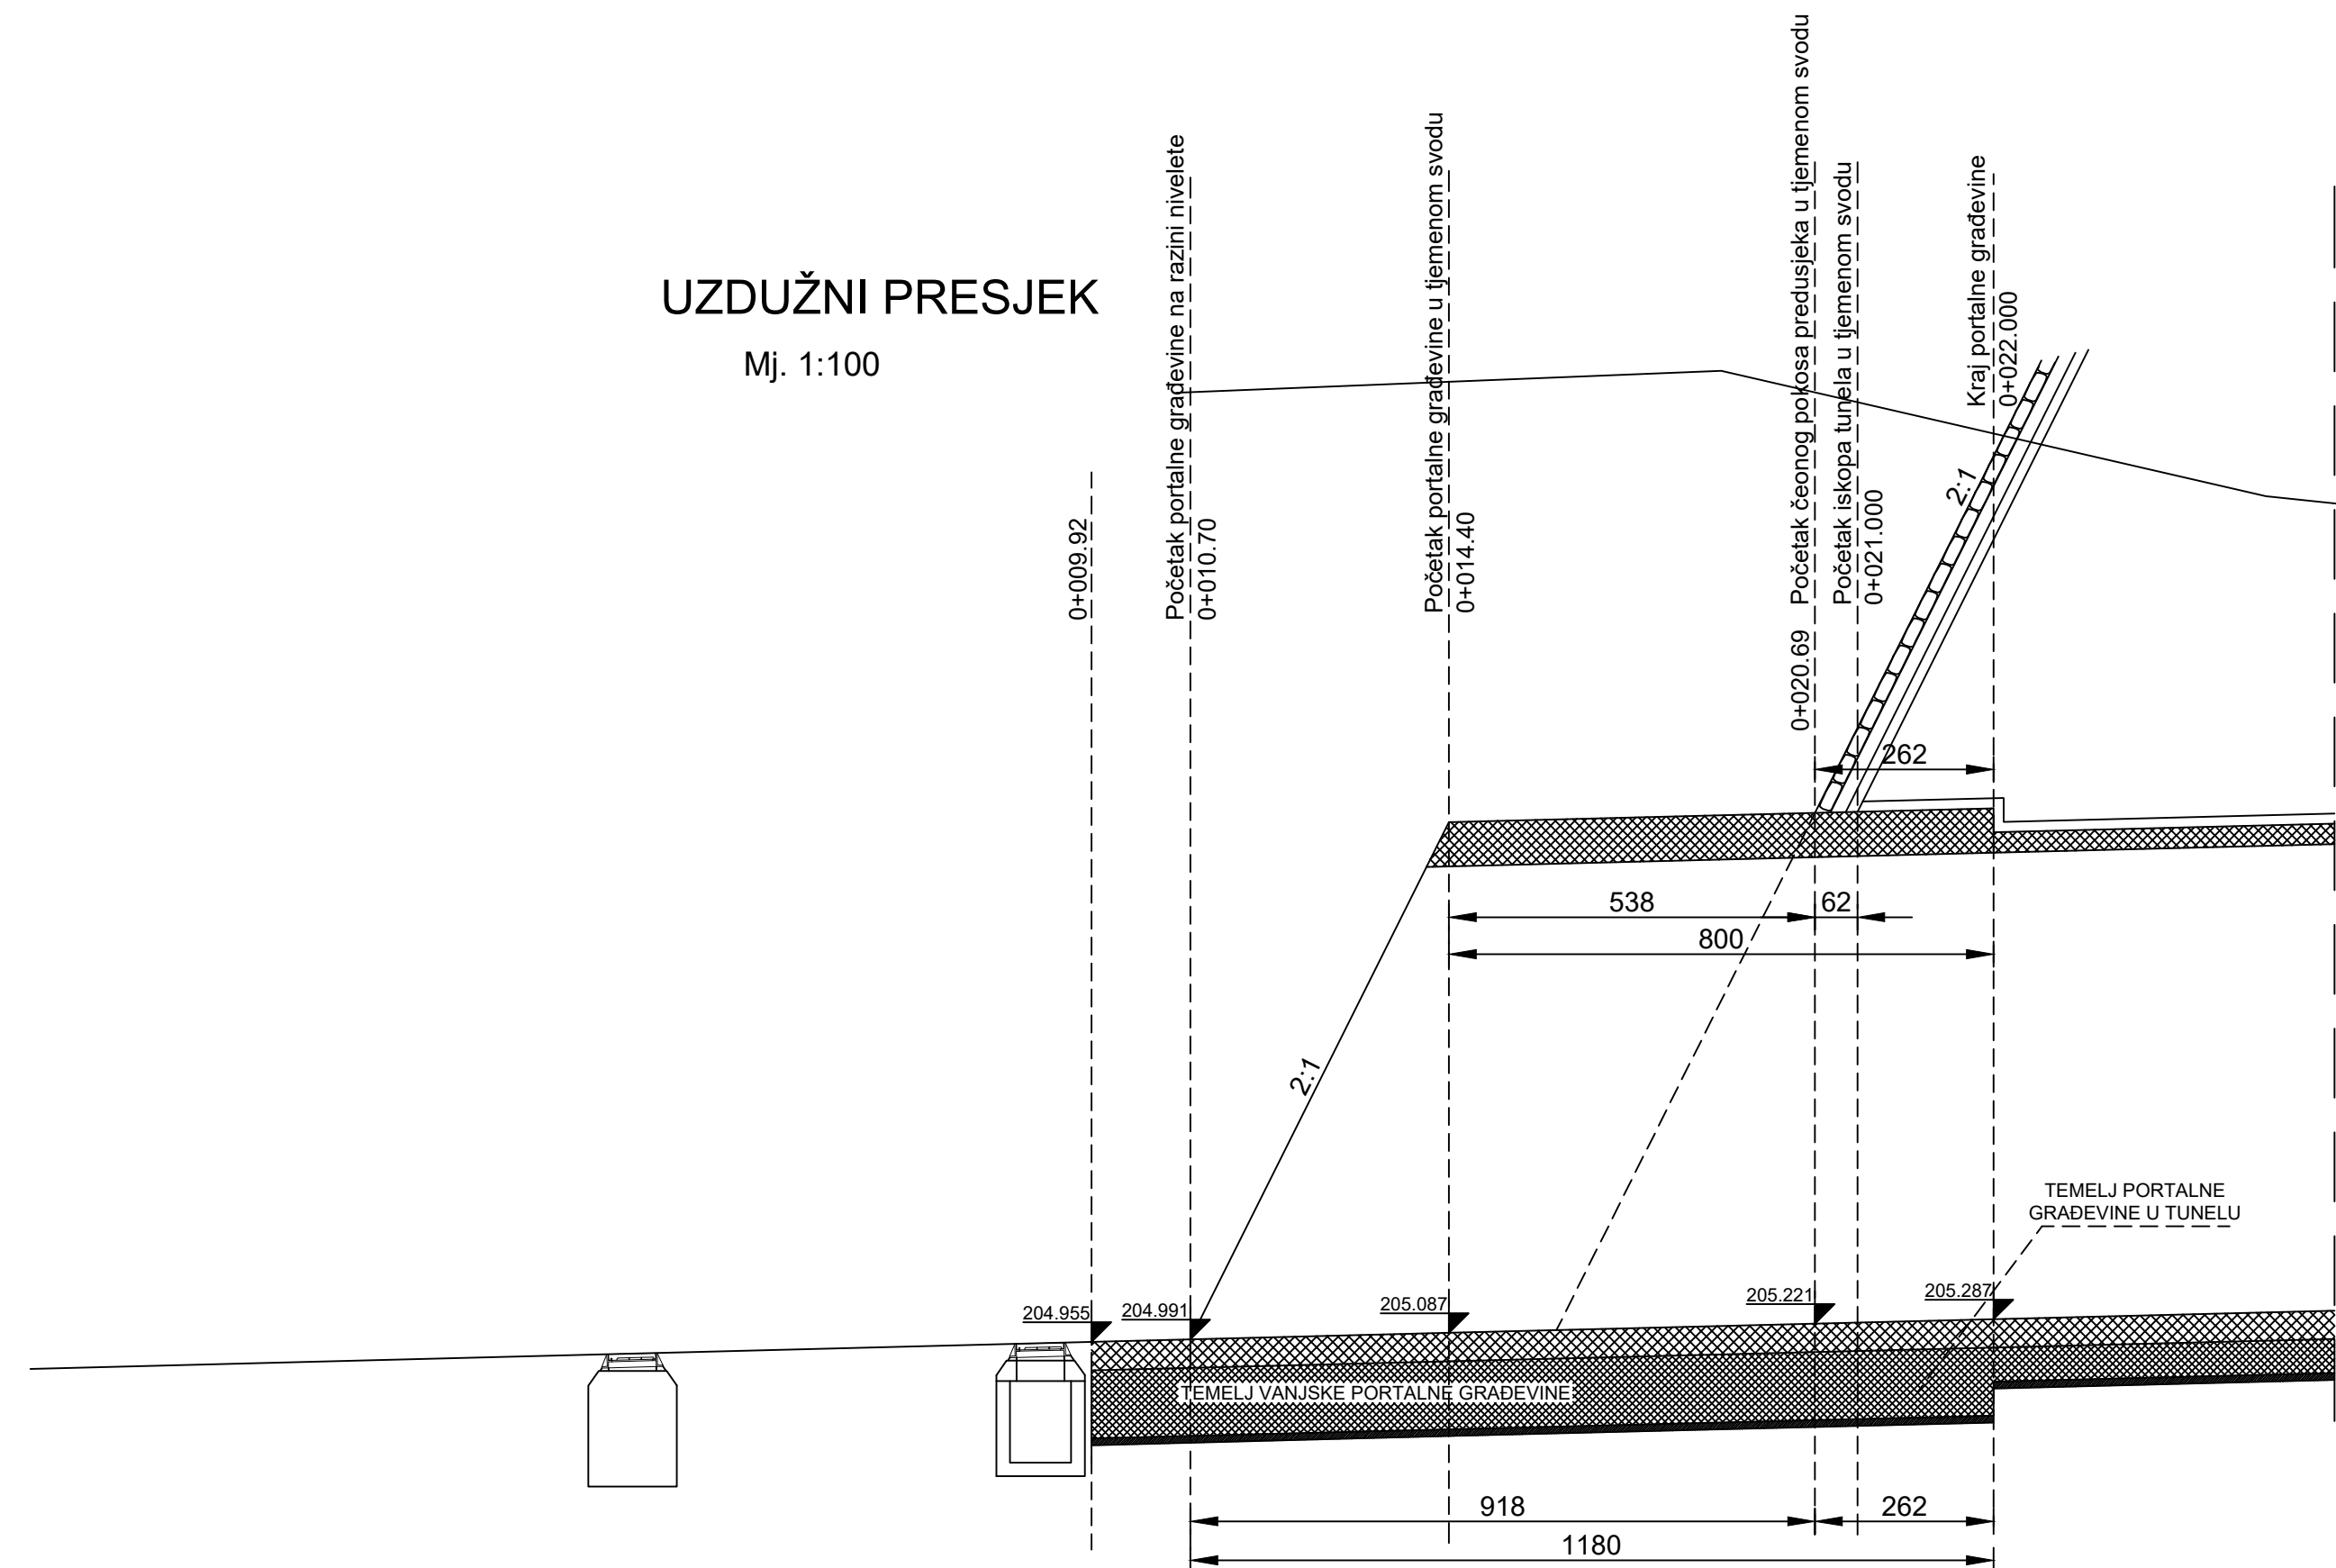 UZDUŽNI PRESJEK
Mj. 1:100
0+009.92
Početak portalne građevine na razini nivelete
0+010.70
Početak portalne građevine u tjemenom svodu
0+014.40
Početak čeonog pokosa predusjeka u tjemenom svodu
0+020.69
Početak iskopa tunela u tjemenom svodu
0+021.000
Kraj portalne građevine
0+022.000
2:1
262
538
62
800
2:1
TEMELJ PORTALNE
GRAĐEVINE U TUNELU
204.955
204.991
205.087
205.221
205.287
TEMELJ VANJSKE PORTALNE GRAĐEVINE
918
262
1180